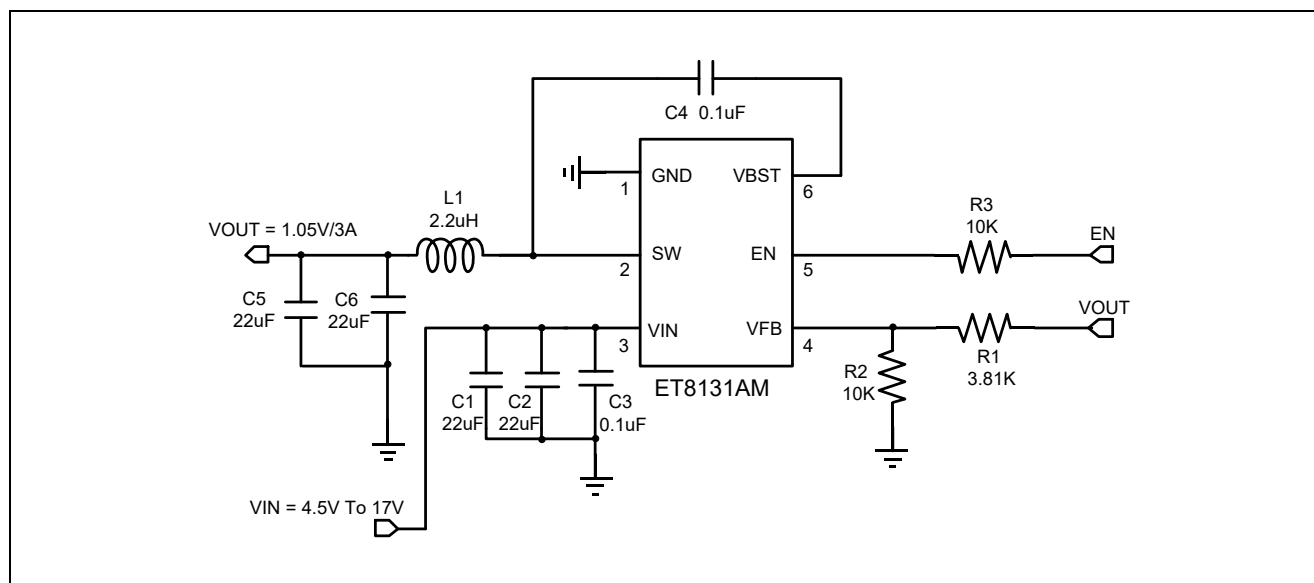 C4 0.1uF
GND
VBST
1
6
L1
2.2uH
R3
10K
VOUT = 1.05V/3A
EN
SW
EN
2
5
C5
22uF
C6
22uF
VOUT
VIN
VFB
3
4
R1
3.81K
R2
10K
ET8131AM
C1
22uF
C2
22uF
C3
0.1uF
VIN = 4.5V To 17V